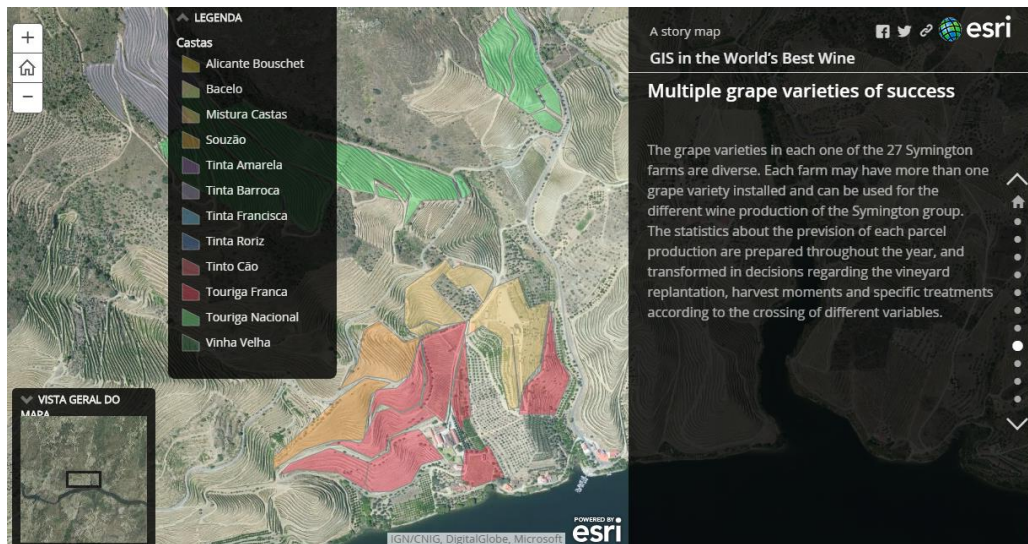 LEGENDA
Castas
Alicante Bouschet
Bacelo
Mistura Castas
Souzão
Tinta Amarela
Tinta Barroca
Tinta Francisca
Tinta Roriz
Tinto Cão
Touriga Franca
Touriga Nacional
Vinha Velha
VISTA GERAL DO
MAPA
POWERED BY
esri
IGN/CNIG, DigitalGlobe, Microsoft
A story map
esri
GIS in the World's Best Wine
Multiple grape varieties of success
The grape varieties in each one of the 27 Symington
farms are diverse. Each farm may have more than one
grape variety installed and can be used for the
different wine production of the Symington group.
The statistics about the prevision of each parcel
production are prepared throughout the year, and
transformed in decisions regarding the vineyard
replantation, harvest moments and specific treatments
according to the crossing of different variables.